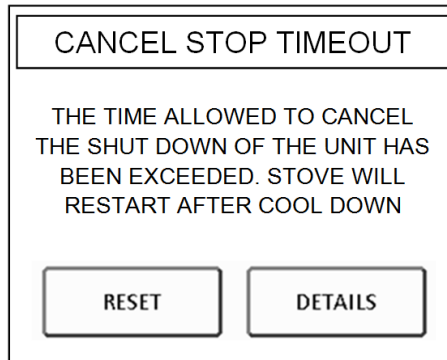 CANCEL STOP TIMEOUT
THE TIME ALLOWED TO CANCEL
THE SHUT DOWN OF THE UNIT HAS
BEEN EXCEEDED. STOVE WILL
RESTART AFTER COOL DOWN
RESET DETAILS